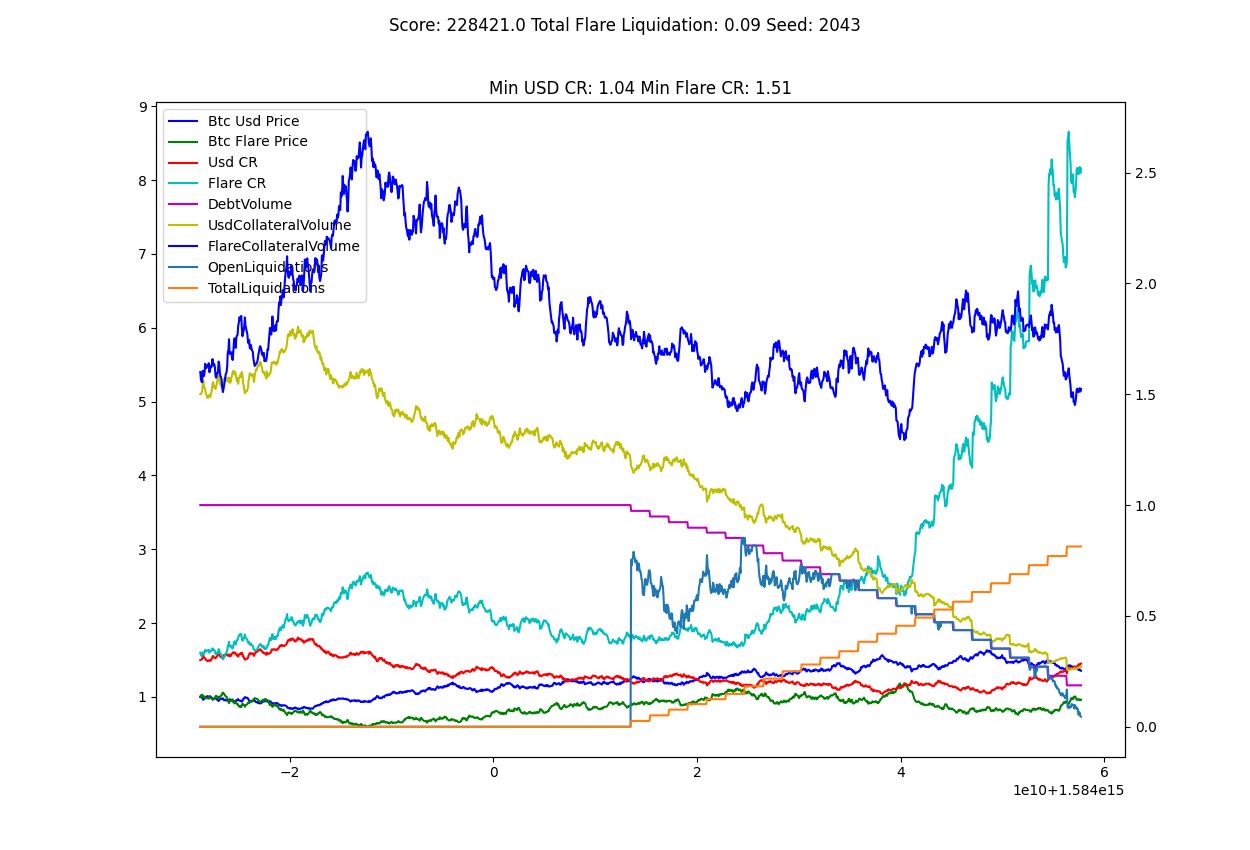 Score: 228421.0 Total Flare Liquidation: 0.09 Seed: 2043
Min USD CR: 1.04 Min Flare CR: 1.51
Btc Usd Price
Btc Flare Price
Usd CR
Flare CR
DebtVolume
UsdCollateralVolume
FlareCollateralVolume
OpenLiquidations
TotalLiquidations
9
8
7
6
5
4
3
2
1
2.5
2.0
1.5
1.0
0.5
0.0
−2
0
2
4
6
1e10+1.584e15